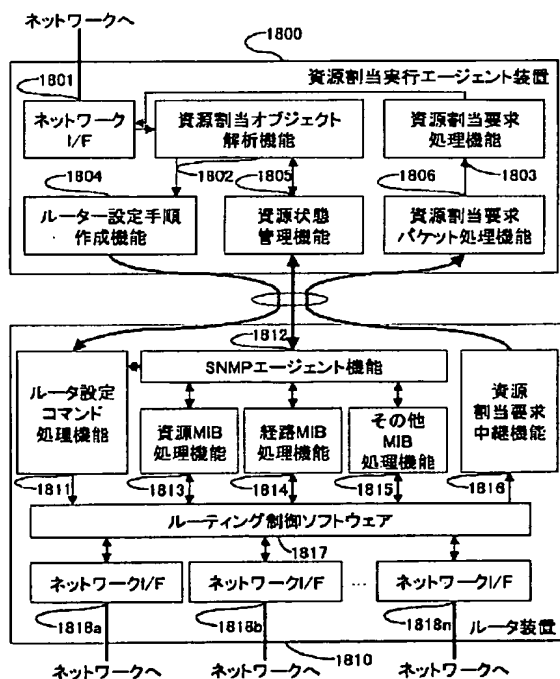 ネットワークへ
1800
1801
資源割当実行エージェント装置
ネットワーク
I/F
資源割当オブジェクト
解析機能
資源割当要求
処理機能
1804
1802
1805
1806
1803
ルーター設定手順
作成機能
資源状態
管理機能
資源割当要求
パケット処理機能
1812
SNMPエージェント機能
ルータ設定
コマンド
処理機能
資源MIB
処理機能
経路MIB
処理機能
その他
MIB
処理機能
資源
割当要求
中継機能
1811
1813
1814
1815
1816
ルーティング制御ソフトウェア
1817
ネットワークI/F
ネットワークI/F
…
ネットワークI/F
1818a
1818b
1818n
ルータ装置
1810
ネットワークへ
ネットワークへ
ネットワークへ